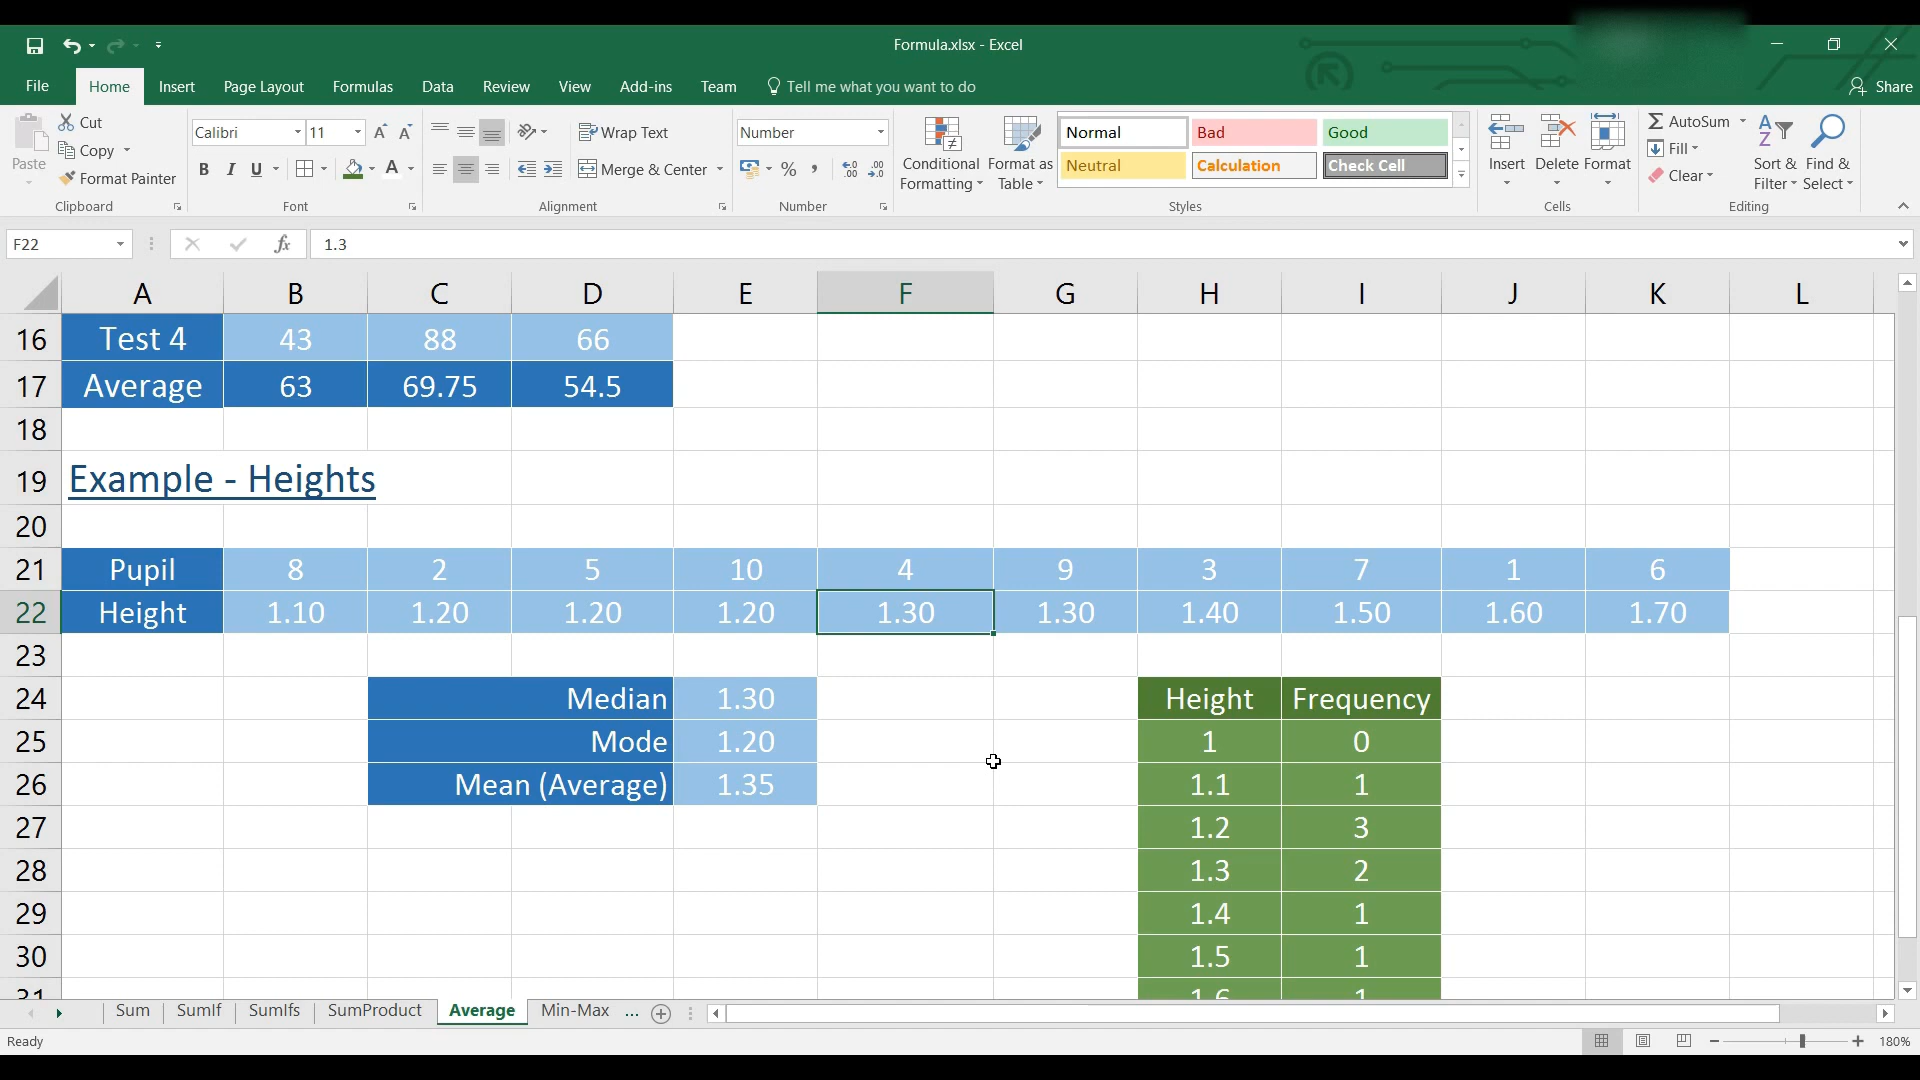 Formula.xlsx - Excel
File Home Insert Page Layout Formulas Data Review View Add-ins Team Tell me what you want to do Share
Paste Cut Copy Format Painter Clipboard
Calibri 11 B I U A Font
Wrap Text Merge & Center Alignment
Number % , Number
Conditional Formatting Format as Table
Normal Bad Good
Neutral Calculation Check Cell
Styles
Insert Delete Format Cells
AutoSum Fill Clear Sort & Filter Find & Select Editing
F22 fx 1.3
A B C D E F G H I J K L
16 Test 4 43 88 66
17 Average 63 69.75 54.5
18
19 Example - Heights
20
21 Pupil 8 2 5 10 4 9 3 7 1 6
22 Height 1.10 1.20 1.20 1.20 1.30 1.30 1.40 1.50 1.60 1.70
23
24 Median 1.30 Height Frequency
25 Mode 1.20 1 0
26 Mean (Average) 1.35 1.1 1
27 1.2 3
28 1.3 2
29 1.4 1
30 1.5 1
31 1.6 1
Sum SumIf SumIfs SumProduct Average Min-Max ...
Ready 180%